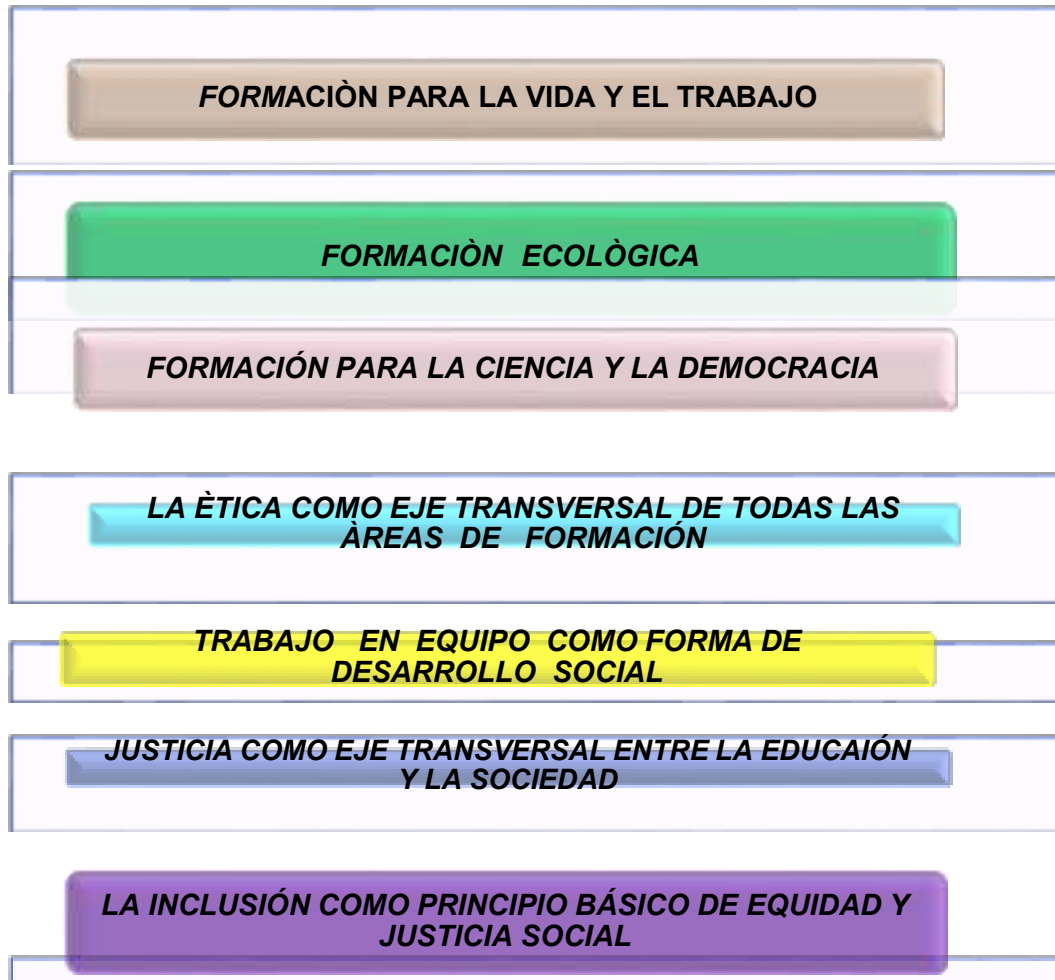 FORMACIÒN PARA LA VIDA Y EL TRABAJO
FORMACIÒN ECOLÒGICA
FORMACIÓN PARA LA CIENCIA Y LA DEMOCRACIA
LA ÈTICA COMO EJE TRANSVERSAL DE TODAS LAS
ÀREAS DE FORMACIÓN
TRABAJO EN EQUIPO COMO FORMA DE
DESARROLLO SOCIAL
JUSTICIA COMO EJE TRANSVERSAL ENTRE LA EDUCAIÓN
Y LA SOCIEDAD
LA INCLUSIÓN COMO PRINCIPIO BÁSICO DE EQUIDAD Y
JUSTICIA SOCIAL